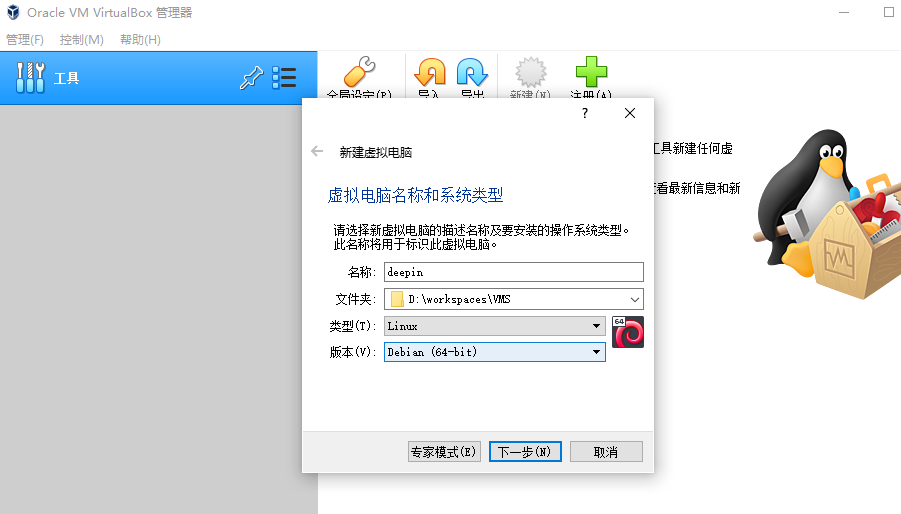 Oracle VM VirtualBox 管理器
管理(F) 控制(M) 帮助(H)
工具
全局设定(P) 导入 导出 新建(N) 注册(A)
工具新建任何虚
查看最新信息和新
?
新建虚拟电脑
虚拟电脑名称和系统类型
请选择新虚拟电脑的描述名称及要安装的操作系统类型。
此名称将用于标识此虚拟电脑。
名称: deepin
文件夹: D:\workspaces\VMS
类型(T): Linux
64
版本(V): Debian (64-bit)
专家模式(E) 下一步(N) 取消